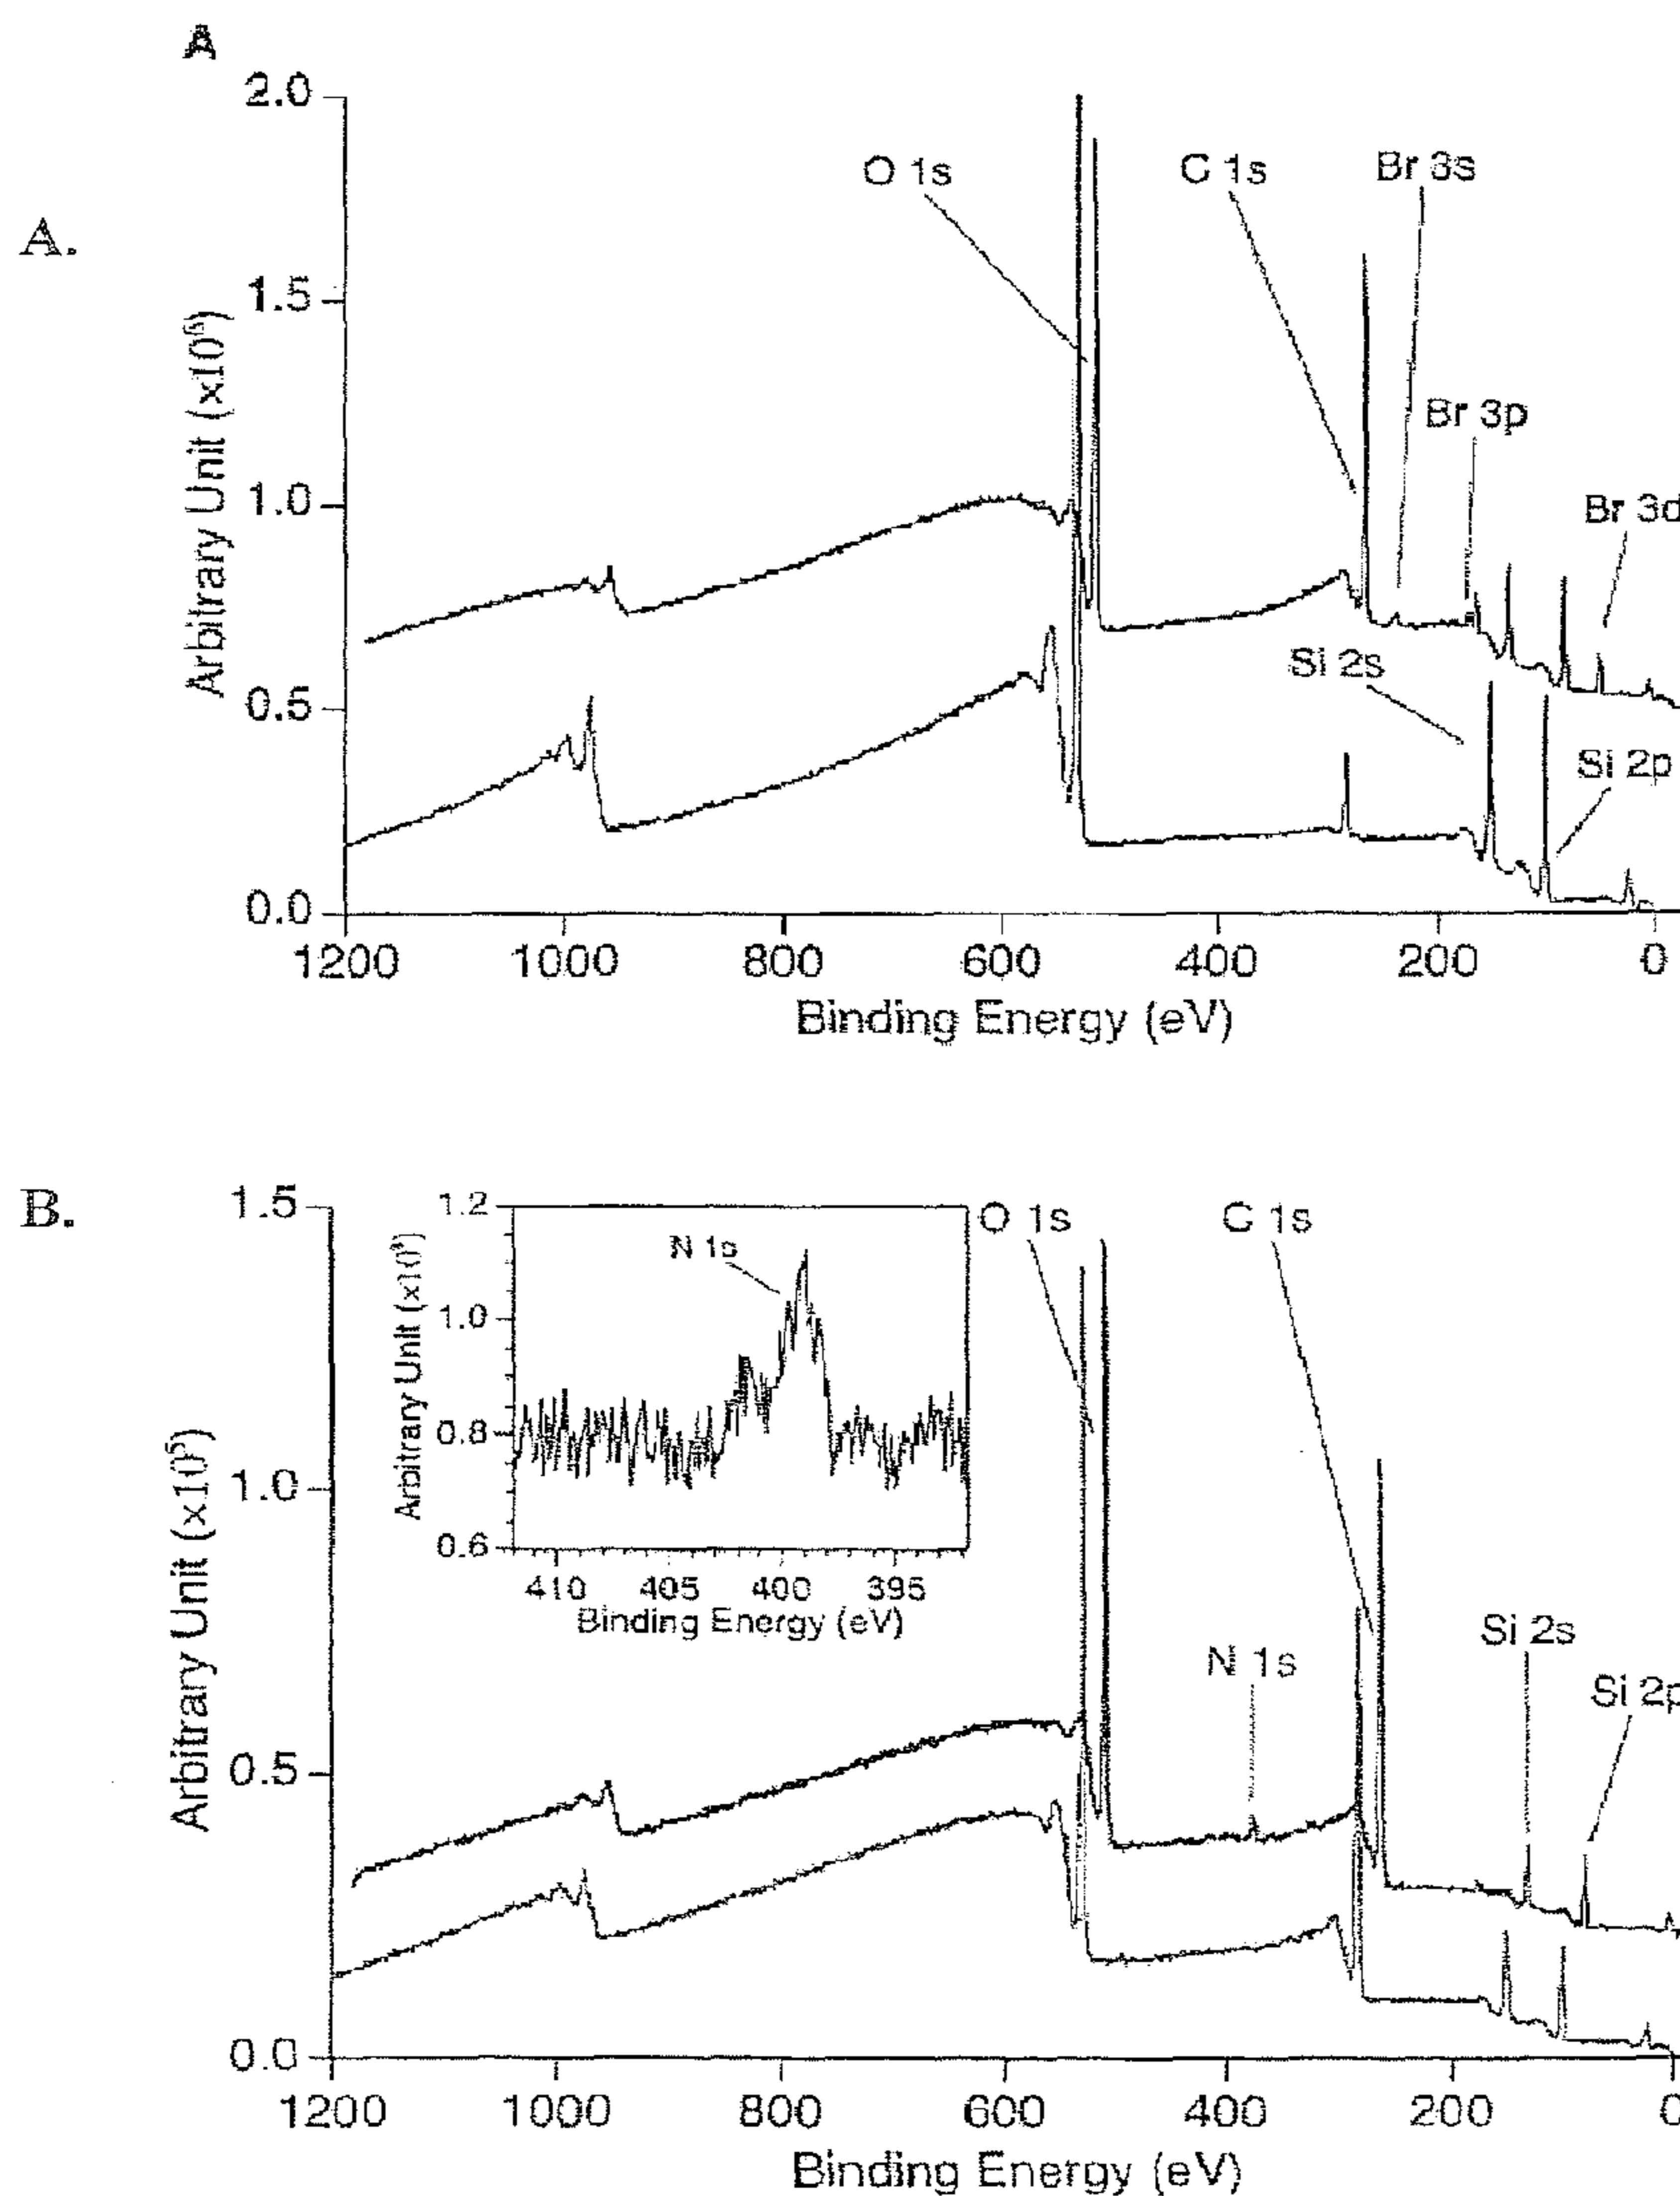 A
A.
2.0
1.5
1.0
0.5
0.0
Arbitrary Unit (×10⁵)
O 1s
C 1s
Br 3s
Br 3p
Br 3d
Si 2s
Si 2p
1200 1000 800 600 400 200 0
Binding Energy (eV)
B.
1.5
1.0
0.5
0.0
Arbitrary Unit (×10⁵)
1.2
1.0
0.8
0.6
Arbitrary Unit
N 1s
410 405 400 395
Binding Energy (eV)
O 1s
C 1s
N 1s
Si 2s
Si 2p
1200 1000 800 600 400 200 0
Binding Energy (eV)